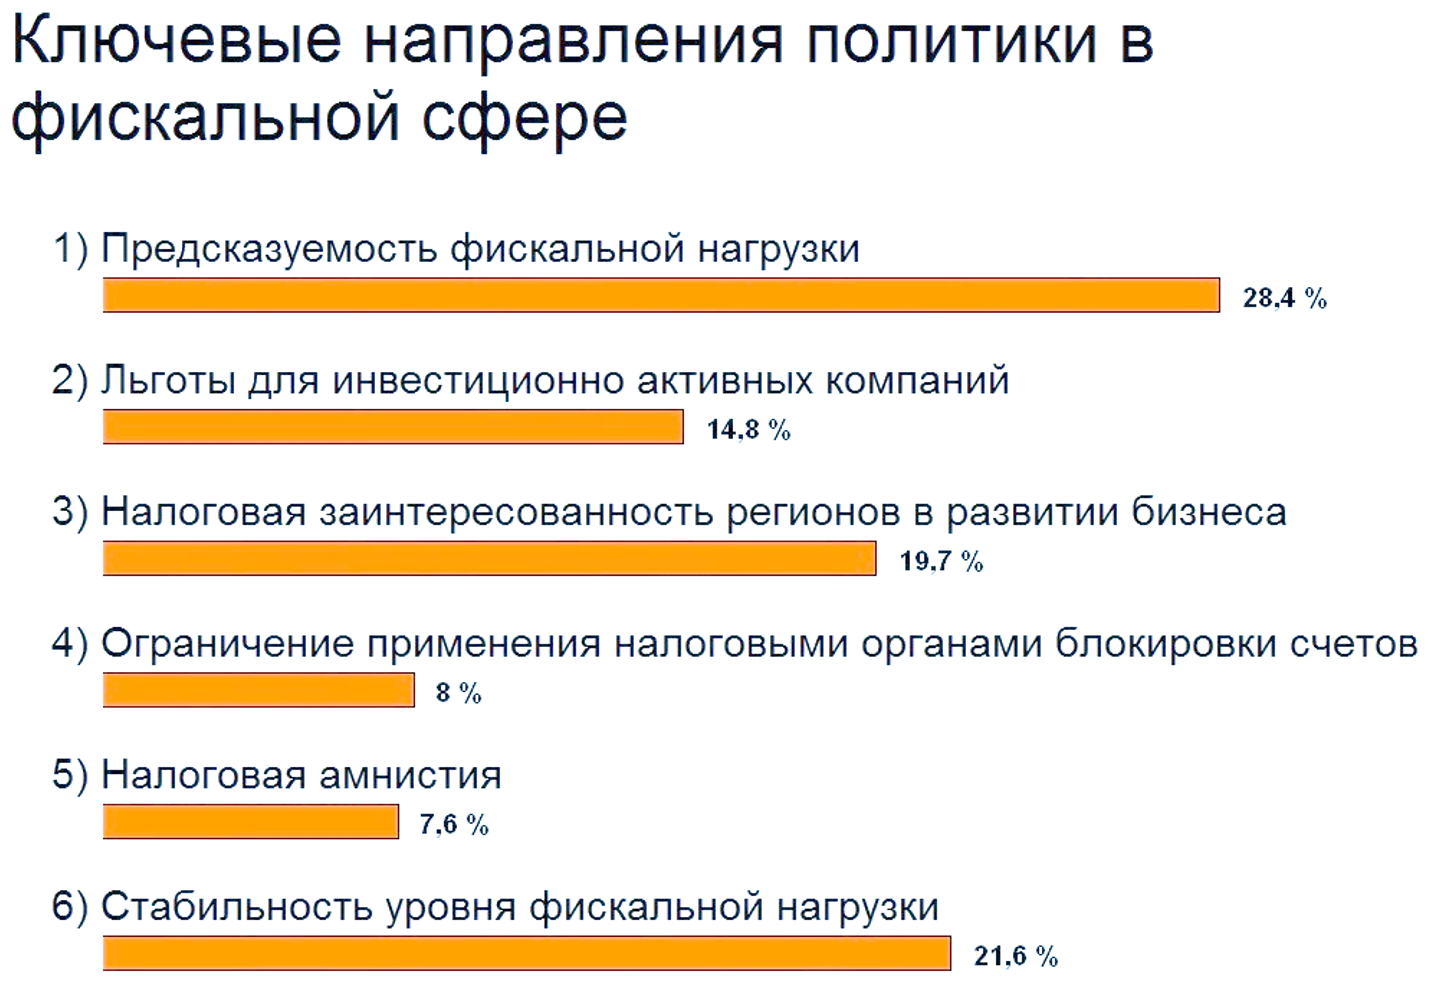 Ключевые направления политики в
фискальной сфере
1) Предсказуемость фискальной нагрузки
28,4 %
2) Льготы для инвестиционно активных компаний
14,8 %
3) Налоговая заинтересованность регионов в развитии бизнеса
19,7 %
4) Ограничение применения налоговыми органами блокировки счетов
8 %
5) Налоговая амнистия
7,6 %
6) Стабильность уровня фискальной нагрузки
21,6 %